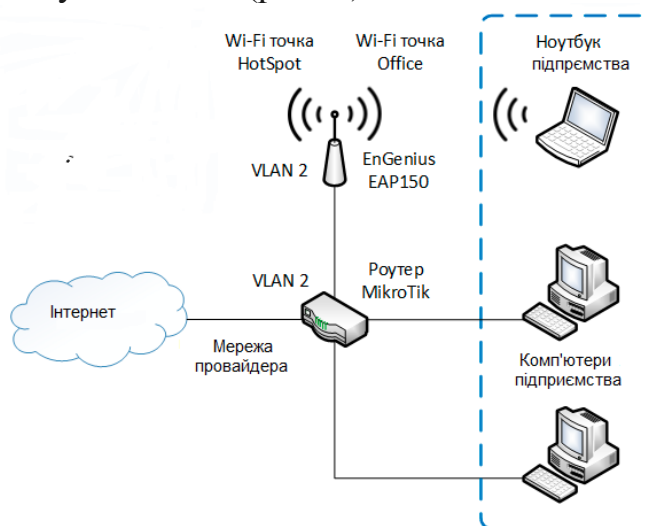 Wi-Fi точка
HotSpot
Wi-Fi точка
Office
Ноутбук
підпрємства
VLAN 2
EnGenius
EAP150
VLAN 2
Роутер
MikroTik
Інтернет
Мережа
провайдера
Комп'ютери
підприємства